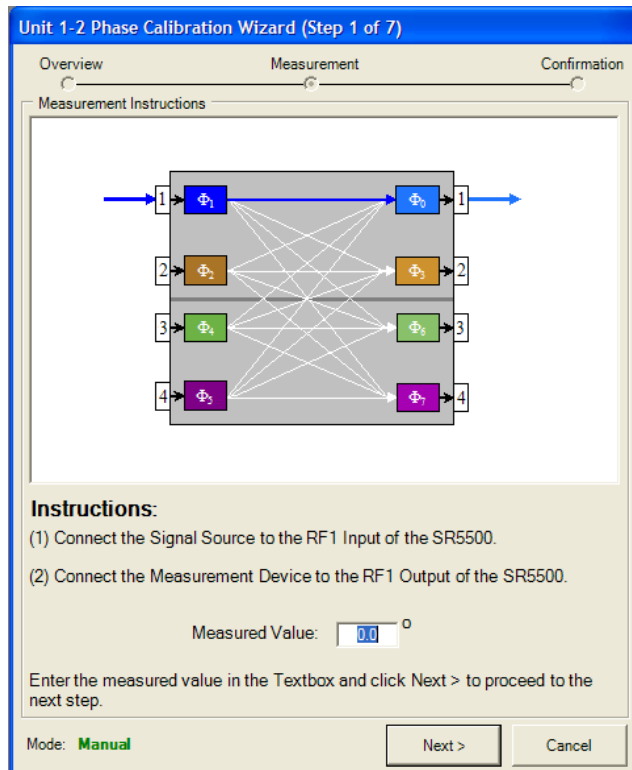 Unit 1-2 Phase Calibration Wizard (Step 1 of 7)
Overview Measurement Confirmation
Measurement Instructions
1 Φ1 Φ0 1
2 Φ2 Φ3 2
3 Φ4 Φ6 3
4 Φ5 Φ7 4
Instructions:
(1) Connect the Signal Source to the RF1 Input of the SR5500.
(2) Connect the Measurement Device to the RF1 Output of the SR5500.
Measured Value: 0.0 o
Enter the measured value in the Textbox and click Next > to proceed to the
next step.
Mode: Manual Next > Cancel